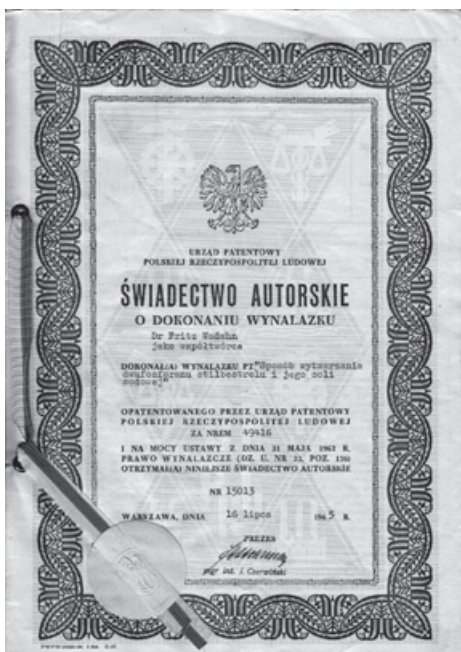 URZĄD PATENTOWY
POLSKIEJ RZECZYPOSPOLITEJ LUDOWEJ
ŚWIADECTWO AUTORSKIE
O DOKONANIU WYNALAZKU
Dr Fritz
jako współtwórca
DOKONAŁ(A) WYNALAZKU PT."Sposób wytwarzania
dwufosforanu stilbestrolu i jego soli
sodowej"
OPATENTOWANEGO PRZEZ URZĄD PATENTOWY
POLSKIEJ RZECZYPOSPOLITEJ LUDOWEJ
ZA NREM 49416
I NA MOCY USTAWY Z DNIA 31 MAJA 1962 R.
PRAWO WYNALAZCZE (DZ. U. NR 33, POZ. 156)
OTRZYMAŁ(A) NINIEJSZE ŚWIADECTWO AUTORSKIE
NR 15013
WARSZAWA, DNIA 16 lipca 1965 R.
PREZES
mgr inż. I. Czerwiński